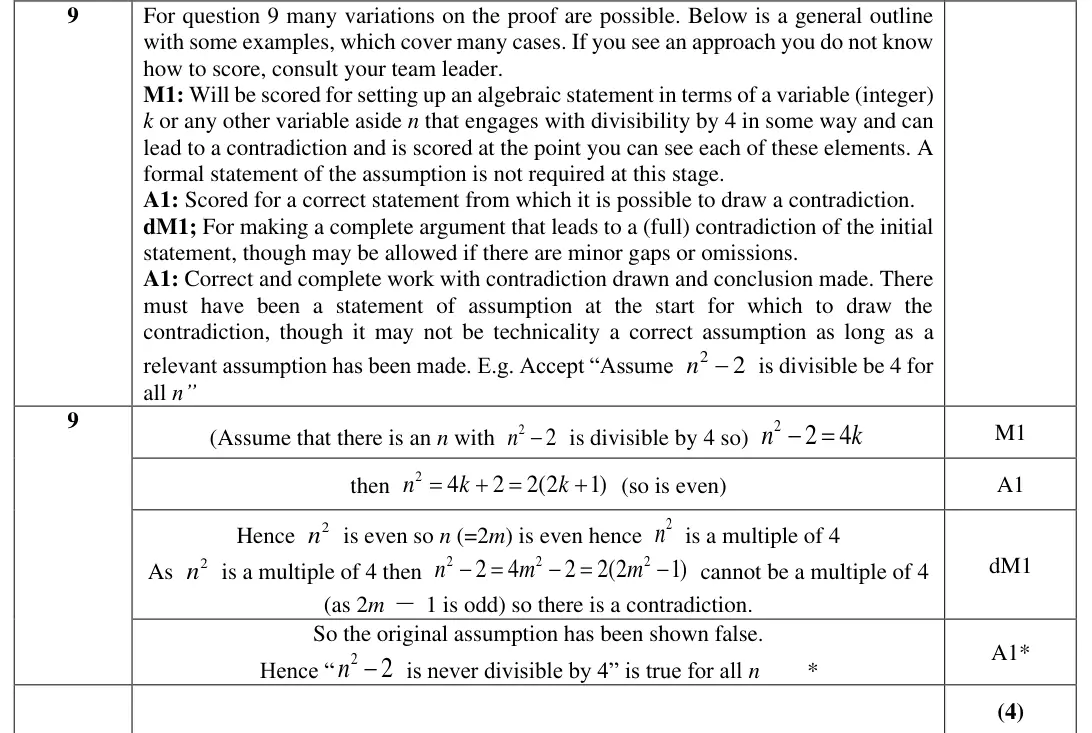 9 For question 9 many variations on the proof are possible. Below is a general outline
with some examples, which cover many cases. If you see an approach you do not know
how to score, consult your team leader.
M1: Will be scored for setting up an algebraic statement in terms of a variable (integer)
k or any other variable aside n that engages with divisibility by 4 in some way and can
lead to a contradiction and is scored at the point you can see each of these elements. A
formal statement of the assumption is not required at this stage.
A1: Scored for a correct statement from which it is possible to draw a contradiction.
dM1; For making a complete argument that leads to a (full) contradiction of the initial
statement, though may be allowed if there are minor gaps or omissions.
A1: Correct and complete work with contradiction drawn and conclusion made. There
must have been a statement of assumption at the start for which to draw the
contradiction, though it may not be technicality a correct assumption as long as a
relevant assumption has been made. E.g. Accept “Assume n² − 2 is divisible be 4 for
all n”
9 (Assume that there is an n with n² − 2 is divisible by 4 so) n² − 2 = 4k M1
then n² = 4k + 2 = 2(2k + 1) (so is even) A1
Hence n² is even so n (=2m) is even hence n² is a multiple of 4
As n² is a multiple of 4 then n² − 2 = 4m² − 2 = 2(2m² − 1) cannot be a multiple of 4 dM1
(as 2m − 1 is odd) so there is a contradiction.
So the original assumption has been shown false.
Hence “n² − 2 is never divisible by 4” is true for all n * A1*
(4)